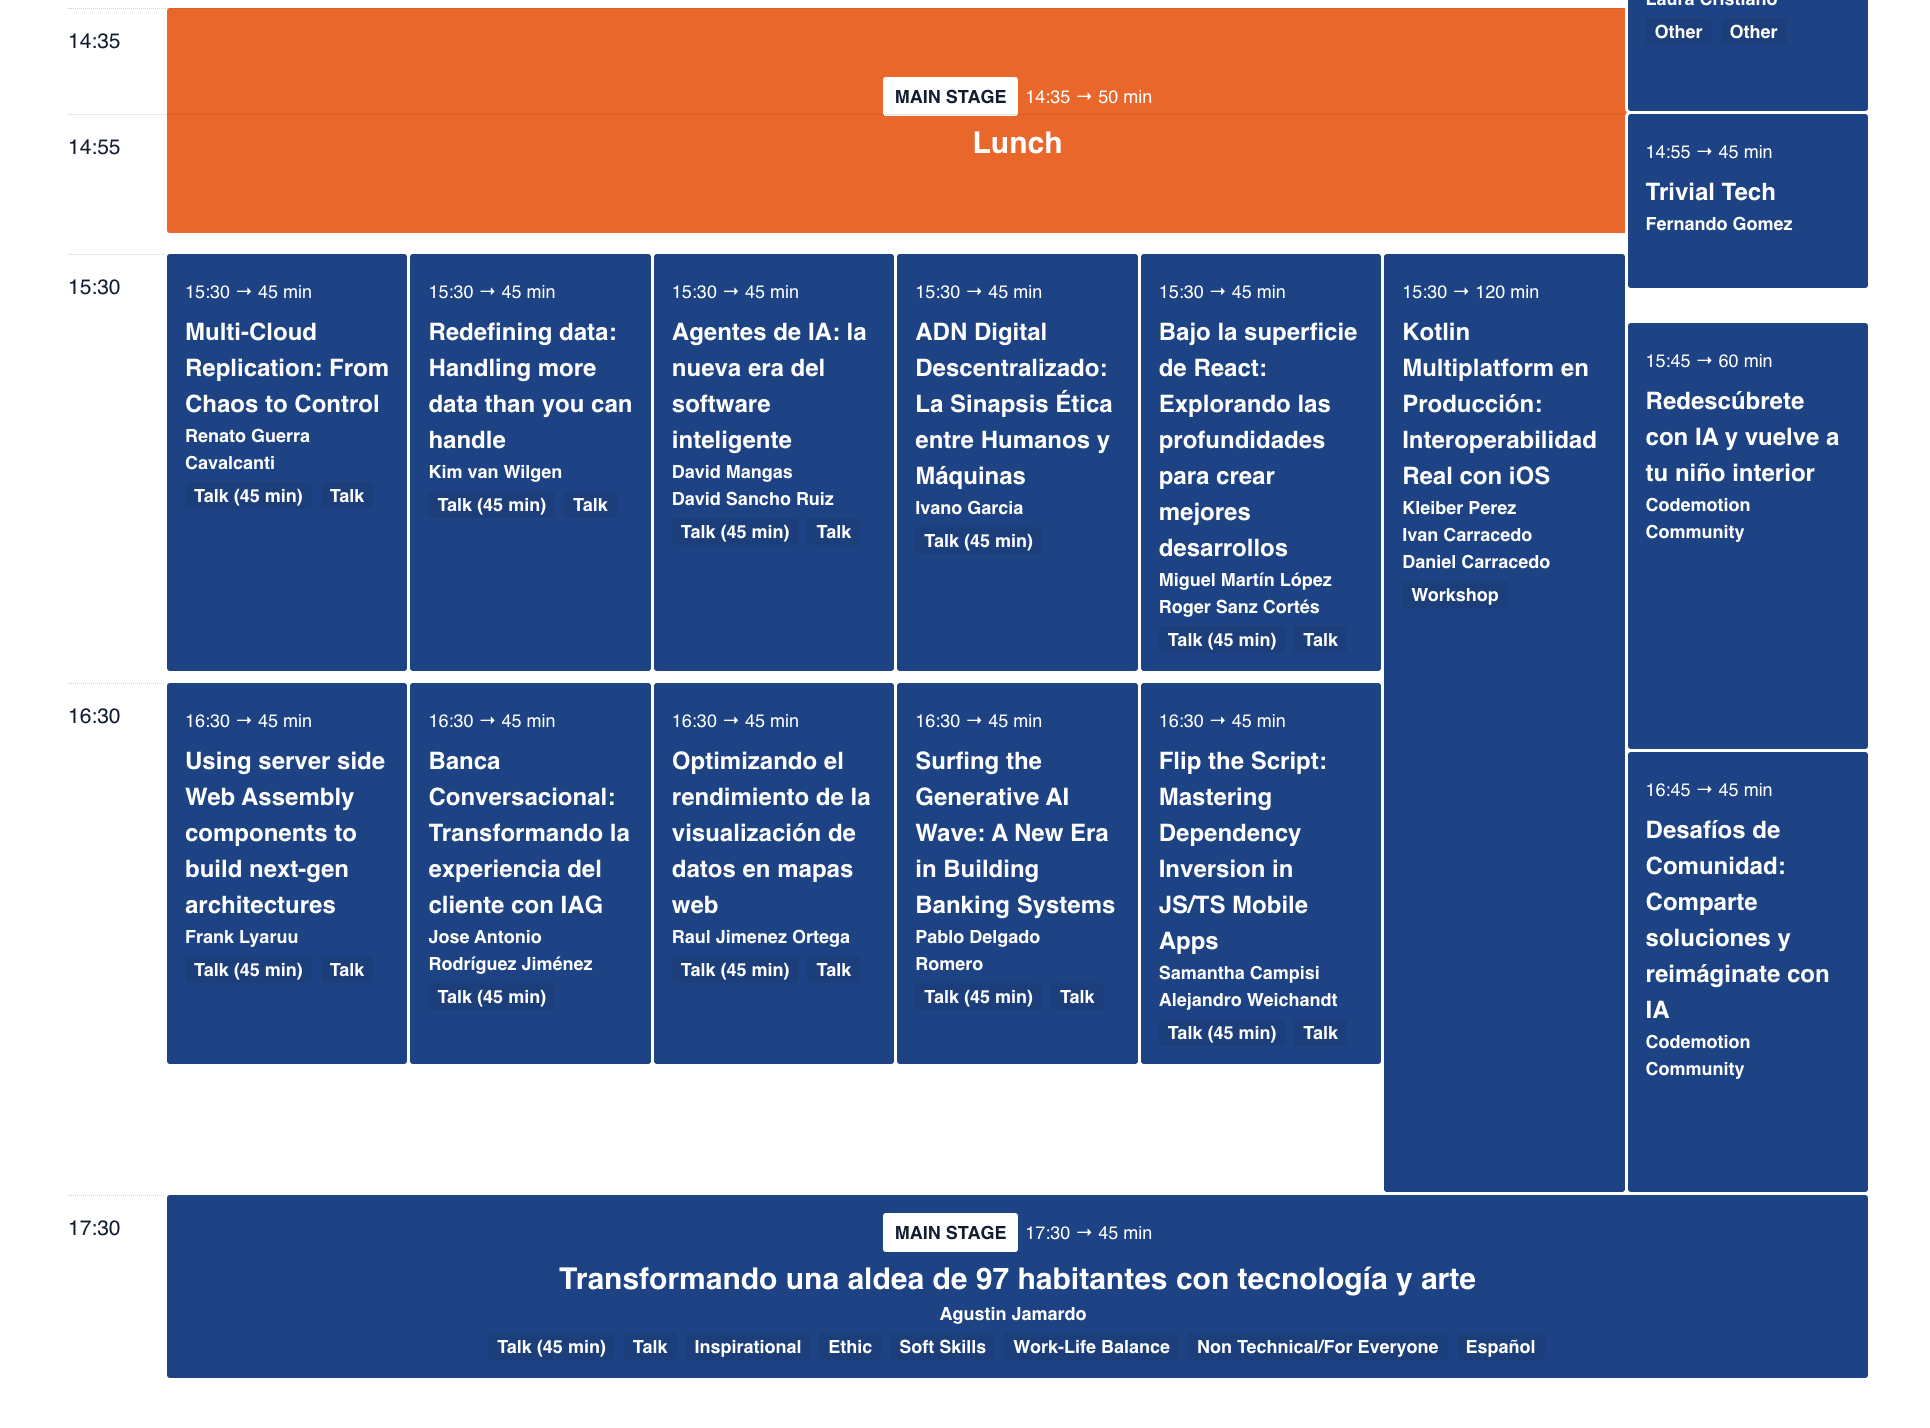 Laura Cristiano
Other Other
14:35
MAIN STAGE 14:35 → 50 min
Lunch
14:55
14:55 → 45 min
Trivial Tech
Fernando Gomez
15:30
15:30 → 45 min
Multi-Cloud
Replication: From
Chaos to Control
Renato Guerra
Cavalcanti
Talk (45 min) Talk
15:30 → 45 min
Redefining data:
Handling more
data than you can
handle
Kim van Wilgen
Talk (45 min) Talk
15:30 → 45 min
Agentes de IA: la
nueva era del
software
inteligente
David Mangas
David Sancho Ruiz
Talk (45 min) Talk
15:30 → 45 min
ADN Digital
Descentralizado:
La Sinapsis Ética
entre Humanos y
Máquinas
Ivano Garcia
Talk (45 min)
15:30 → 45 min
Bajo la superficie
de React:
Explorando las
profundidades
para crear
mejores
desarrollos
Miguel Martín López
Roger Sanz Cortés
Talk (45 min) Talk
15:30 → 120 min
Kotlin
Multiplatform en
Producción:
Interoperabilidad
Real con iOS
Kleiber Perez
Ivan Carracedo
Daniel Carracedo
Workshop
15:45 → 60 min
Redescúbrete
con IA y vuelve a
tu niño interior
Codemotion
Community
16:30
16:30 → 45 min
Using server side
Web Assembly
components to
build next-gen
architectures
Frank Lyaruu
Talk (45 min) Talk
16:30 → 45 min
Banca
Conversacional:
Transformando la
experiencia del
cliente con IAG
Jose Antonio
Rodríguez Jiménez
Talk (45 min)
16:30 → 45 min
Optimizando el
rendimiento de la
visualización de
datos en mapas
web
Raul Jimenez Ortega
Talk (45 min) Talk
16:30 → 45 min
Surfing the
Generative AI
Wave: A New Era
in Building
Banking Systems
Pablo Delgado
Romero
Talk (45 min) Talk
16:30 → 45 min
Flip the Script:
Mastering
Dependency
Inversion in
JS/TS Mobile
Apps
Samantha Campisi
Alejandro Weichandt
Talk (45 min) Talk
16:45 → 45 min
Desafíos de
Comunidad:
Comparte
soluciones y
reimáginate con
IA
Codemotion
Community
17:30
MAIN STAGE 17:30 → 45 min
Transformando una aldea de 97 habitantes con tecnología y arte
Agustin Jamardo
Talk (45 min) Talk Inspirational Ethic Soft Skills Work-Life Balance Non Technical/For Everyone Español